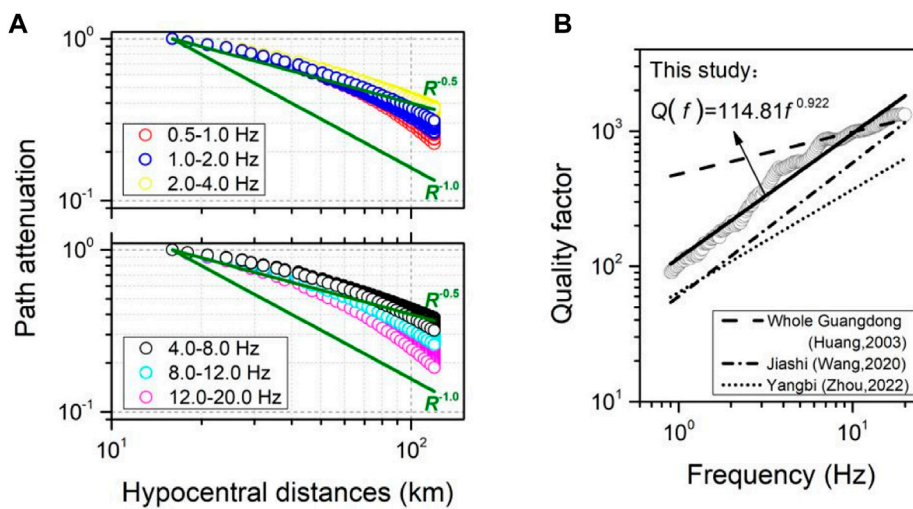 A
Path attenuation
10^0
10^-1
R^-0.5
R^-1.0
0.5-1.0 Hz
1.0-2.0 Hz
2.0-4.0 Hz
10^0
10^-1
R^-0.5
R^-1.0
4.0-8.0 Hz
8.0-12.0 Hz
12.0-20.0 Hz
10^1
10^2
Hypocentral distances (km)
B
Quality factor
10^3
10^2
10^1
This study:
Q(f)=114.81f^0.922
Whole Guangdong
(Huang,2003)
Jiashi (Wang,2020)
Yangbi (Zhou,2022)
10^0
10^1
Frequency (Hz)